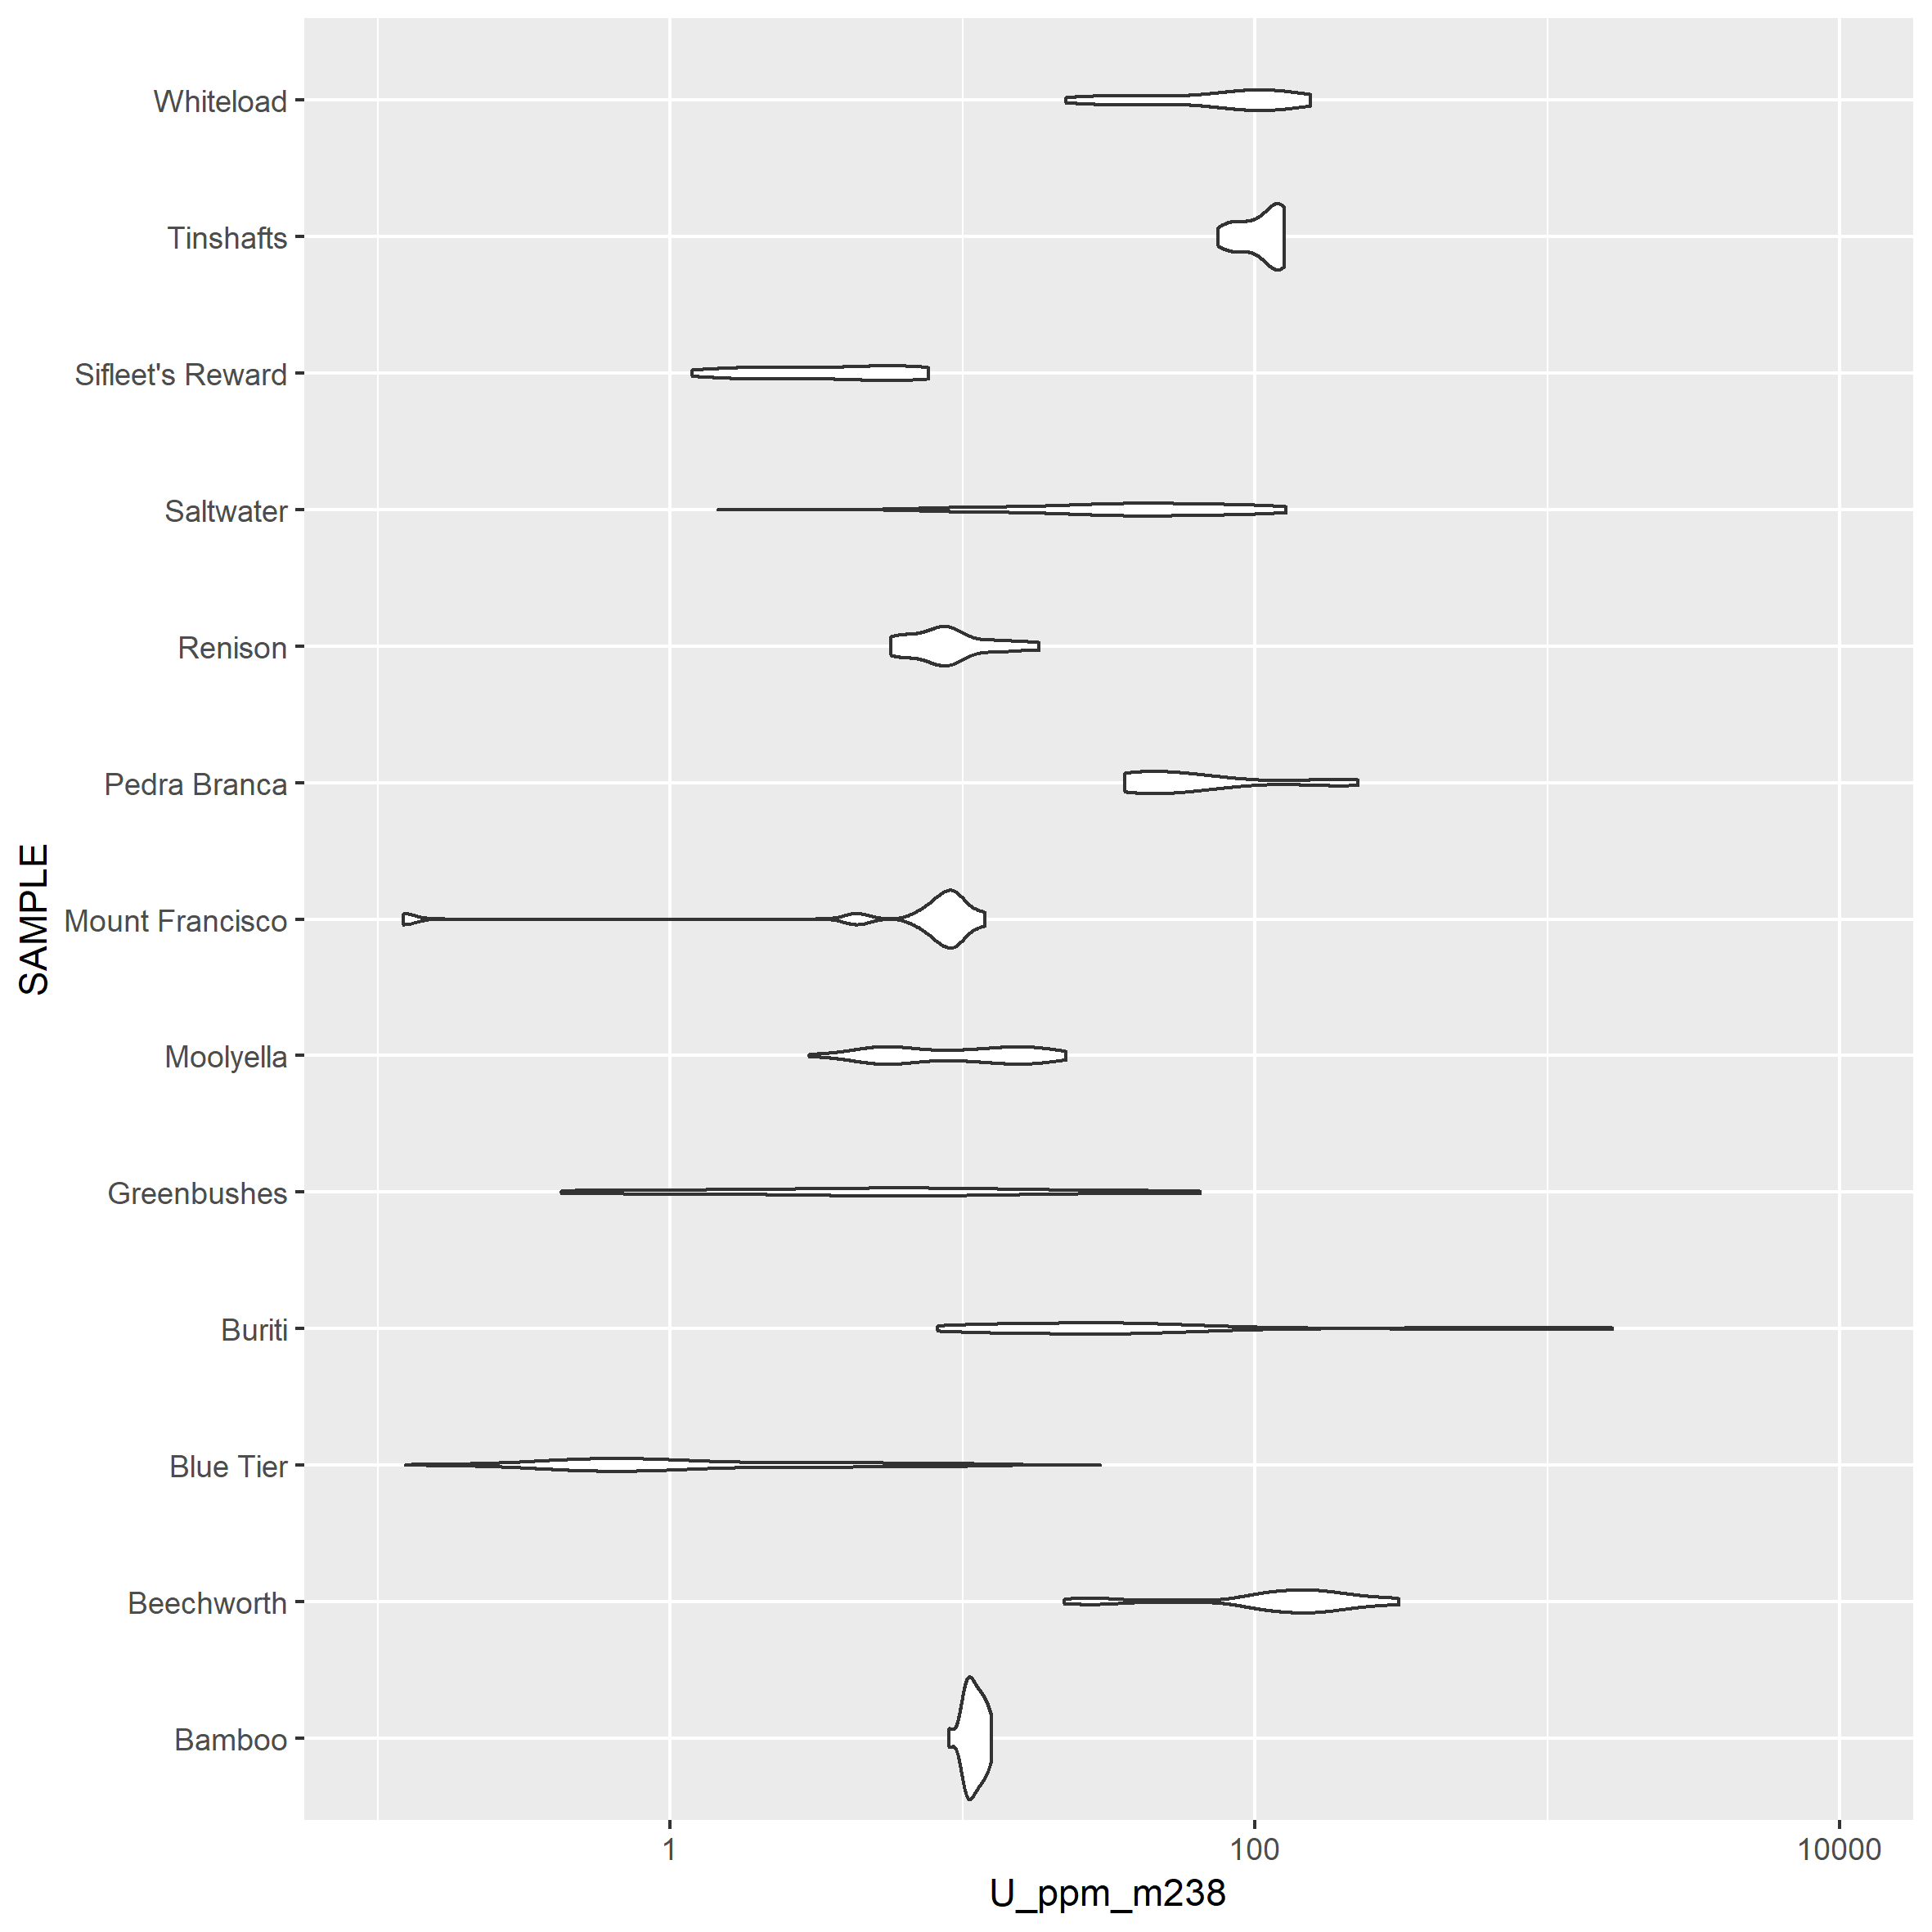 Whiteload
Tinshafts
Sifleet's Reward
Saltwater
Renison
Pedra Branca
Mount Francisco
Moolyella
Greenbushes
Buriti
Blue Tier
Beechworth
Bamboo
SAMPLE
1 100 10000
U_ppm_m238